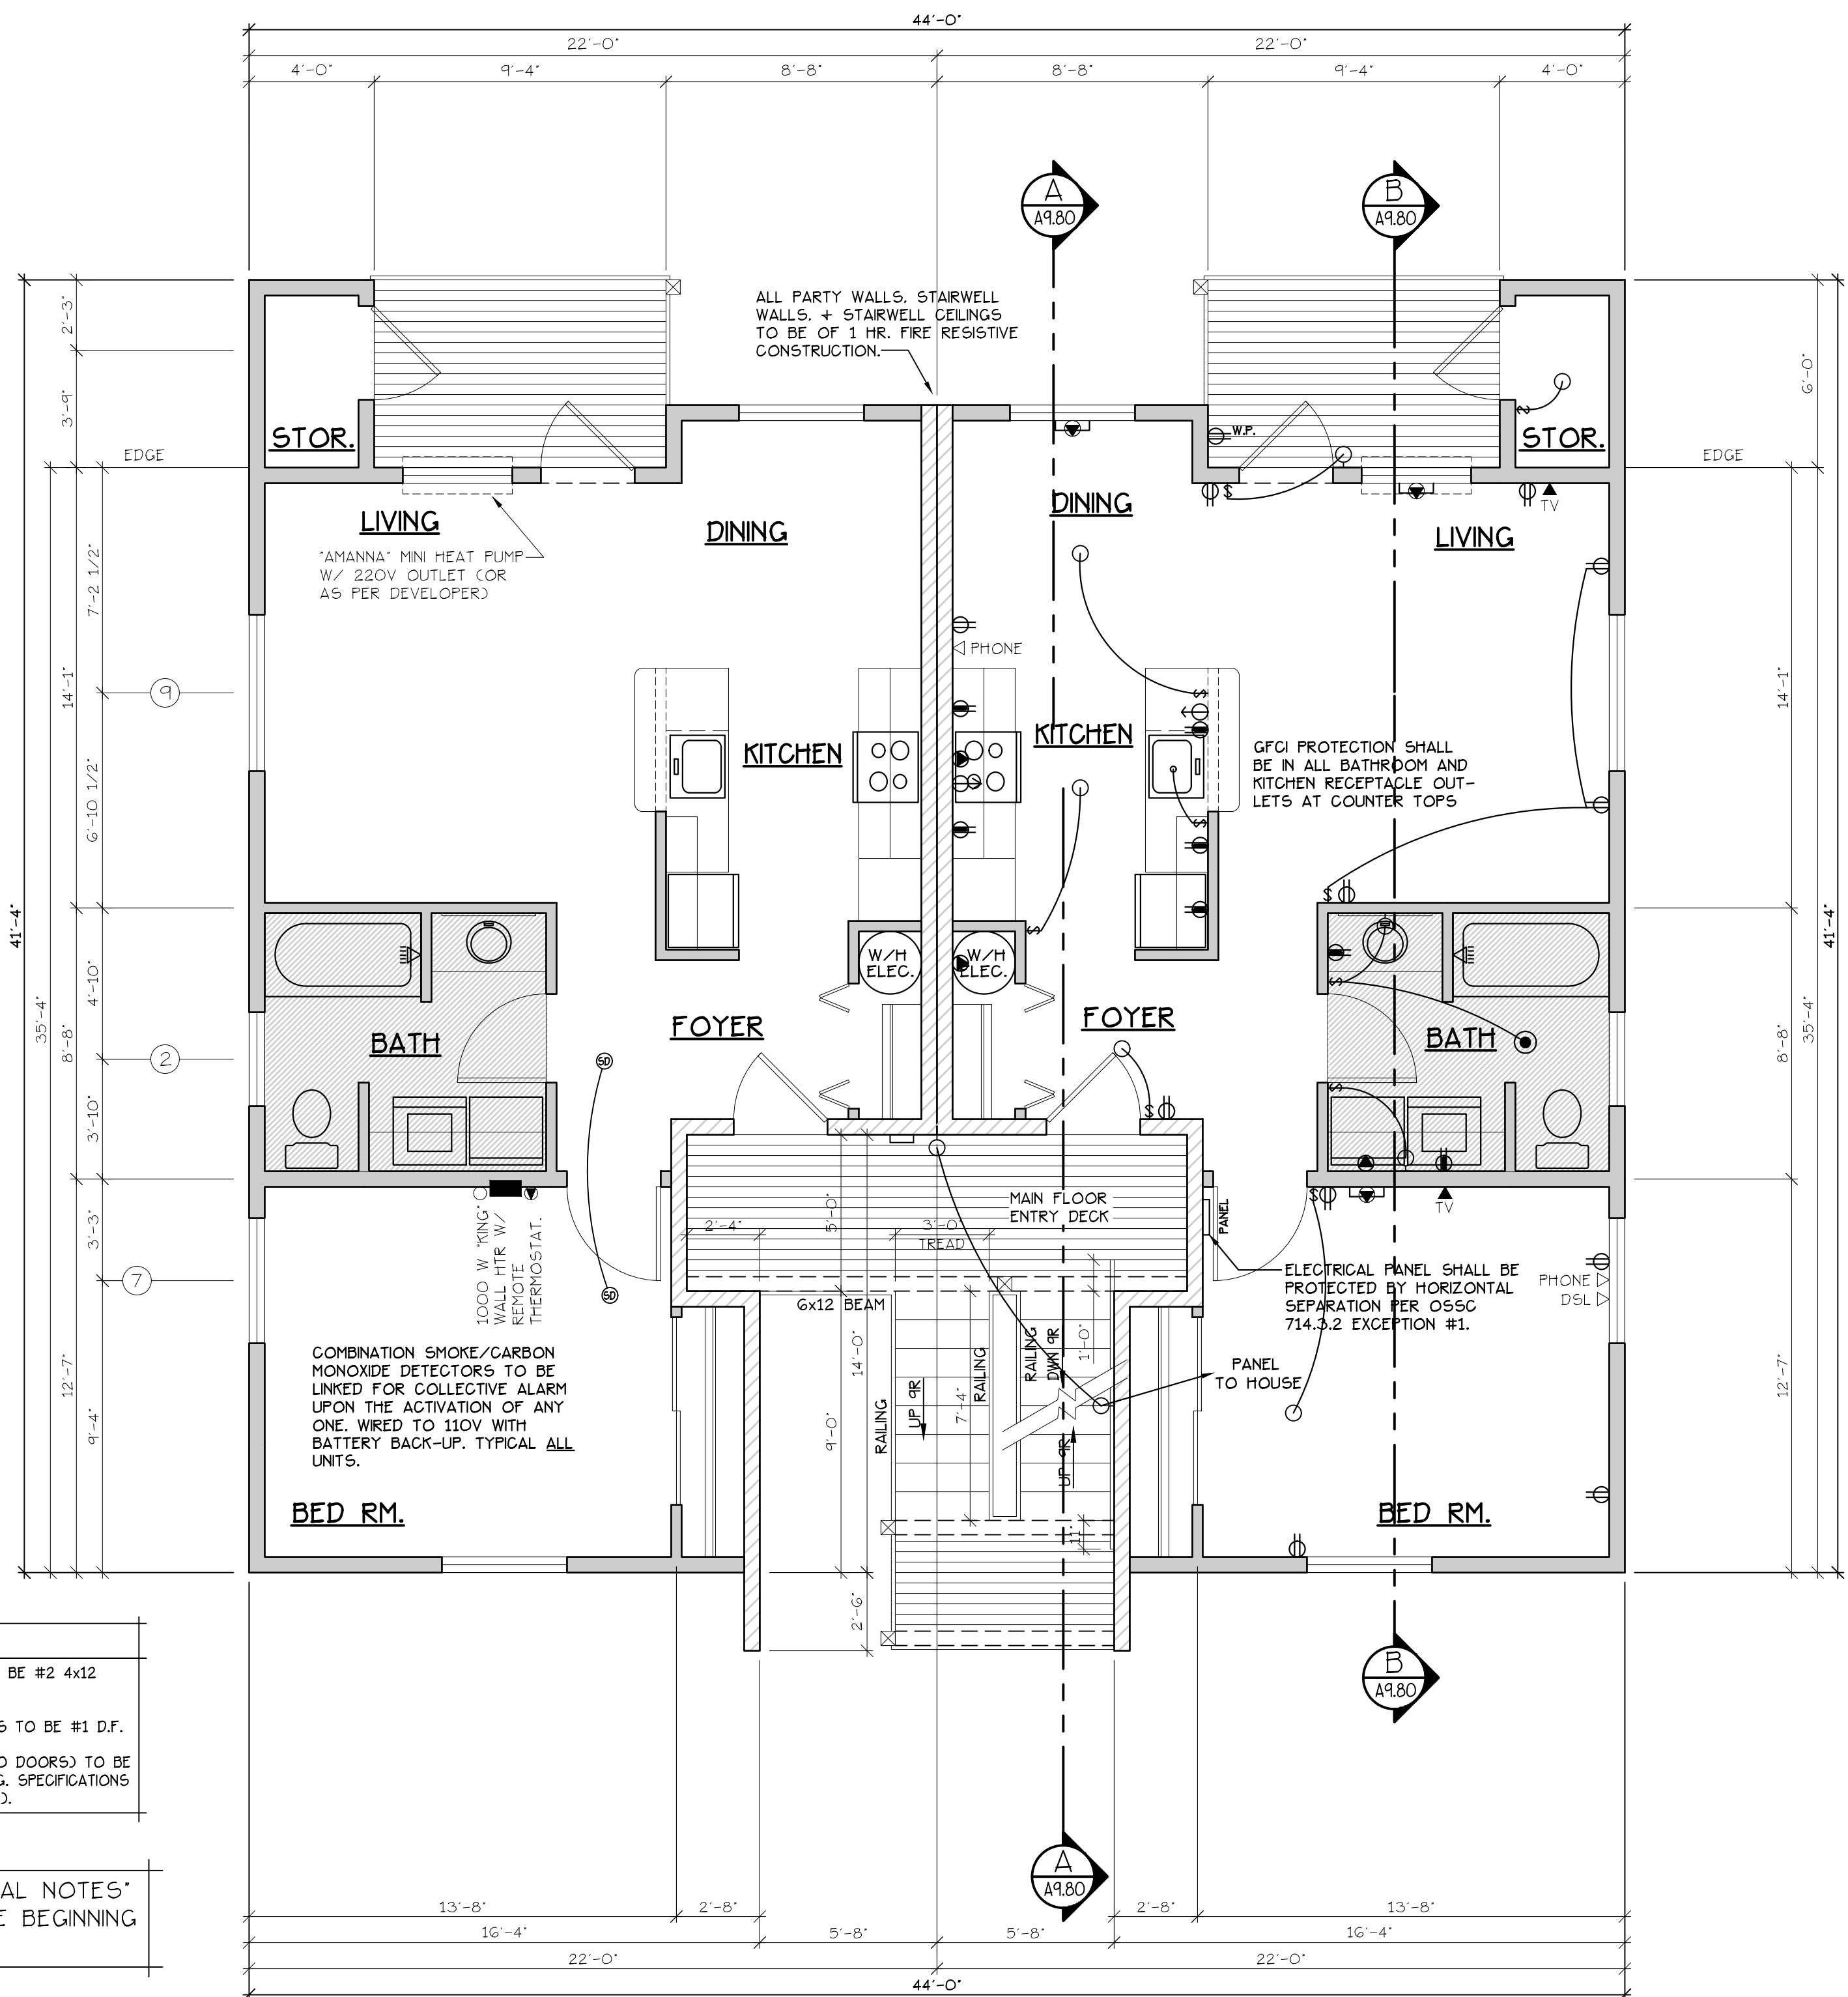 44'-0"
22'-0" 22'-0"
4'-0" 9'-4" 8'-8" 8'-8" 9'-4" 4'-0"
A
A9.80
B
A9.80
ALL PARTY WALLS, STAIRWELL
WALLS, + STAIRWELL CEILINGS
TO BE OF 1 HR. FIRE RESISTIVE
CONSTRUCTION.
2'-3"
3'-9"
6'-0"
STOR.
STOR.
W.P.
EDGE
EDGE
LIVING
DINING
DINING
LIVING
TV
"AMANNA" MINI HEAT PUMP
W/ 220V OUTLET (OR
AS PER DEVELOPER)
7'-2 1/2"
14'-1"
14'-1"
9
PHONE
KITCHEN
KITCHEN
GFCI PROTECTION SHALL
BE IN ALL BATHROOM AND
KITCHEN RECEPTACLE OUT-
LETS AT COUNTER TOPS
6'-10 1/2"
41'-4"
41'-4"
W/H
ELEC.
W/H
ELEC.
4'-10"
35'-4"
35'-4"
8'-8"
8'-8"
2
BATH
FOYER
FOYER
BATH
SD
3'-10"
3'-3"
7
1000 W "KING"
WALL HTR W/
REMOTE
THERMOSTAT.
SD
2'-4"
5'-0"
3'-0"
TREAD
MAIN FLOOR
ENTRY DECK
PANEL
TV
ELECTRICAL PANEL SHALL BE
PROTECTED BY HORIZONTAL
SEPARATION PER OSSC
714.3.2 EXCEPTION #1.
PHONE
DSL
6x12 BEAM
COMBINATION SMOKE/CARBON
MONOXIDE DETECTORS TO BE
LINKED FOR COLLECTIVE ALARM
UPON THE ACTIVATION OF ANY
ONE. WIRED TO 110V WITH
BATTERY BACK-UP. TYPICAL ALL
UNITS.
14'-0"
9'-0"
RAILING
UP 9R
7'-4"
RAILING
RAILING
DWN 9R
1'-0"
UP 9R
11"
PANEL
TO HOUSE
12'-7"
9'-4"
12'-7"
BED RM.
BED RM.
2'-6"
BE #2 4x12
S TO BE #1 D.F.
DOORS) TO BE
G. SPECIFICATIONS
).
B
A9.80
A
A9.80
AL NOTES"
E BEGINNING
13'-8" 2'-8" 2'-8" 13'-8"
16'-4" 5'-8" 5'-8" 16'-4"
22'-0" 22'-0"
44'-0"